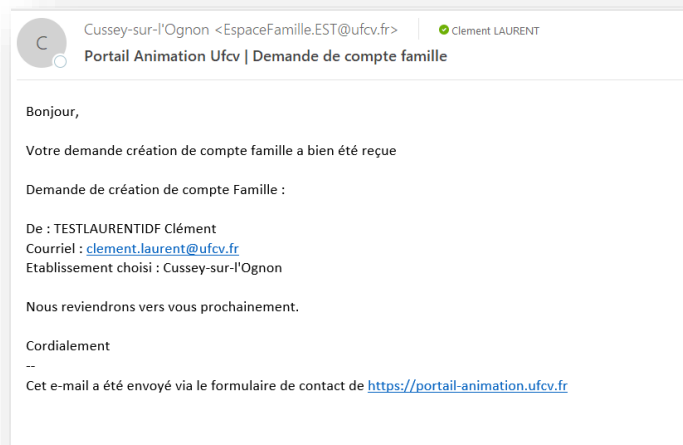 C
Cussey-sur-l'Ognon <EspaceFamille.EST@ufcv.fr>
Clement LAURENT
Portail Animation Ufcv | Demande de compte famille
Bonjour,
Votre demande création de compte famille a bien été reçue
Demande de création de compte Famille :
De : TESTLAURENTIDF Clément
Courriel : clement.laurent@ufcv.fr
Etablissement choisi : Cussey-sur-l'Ognon
Nous reviendrons vers vous prochainement.
Cordialement
--
Cet e-mail a été envoyé via le formulaire de contact de https://portail-animation.ufcv.fr